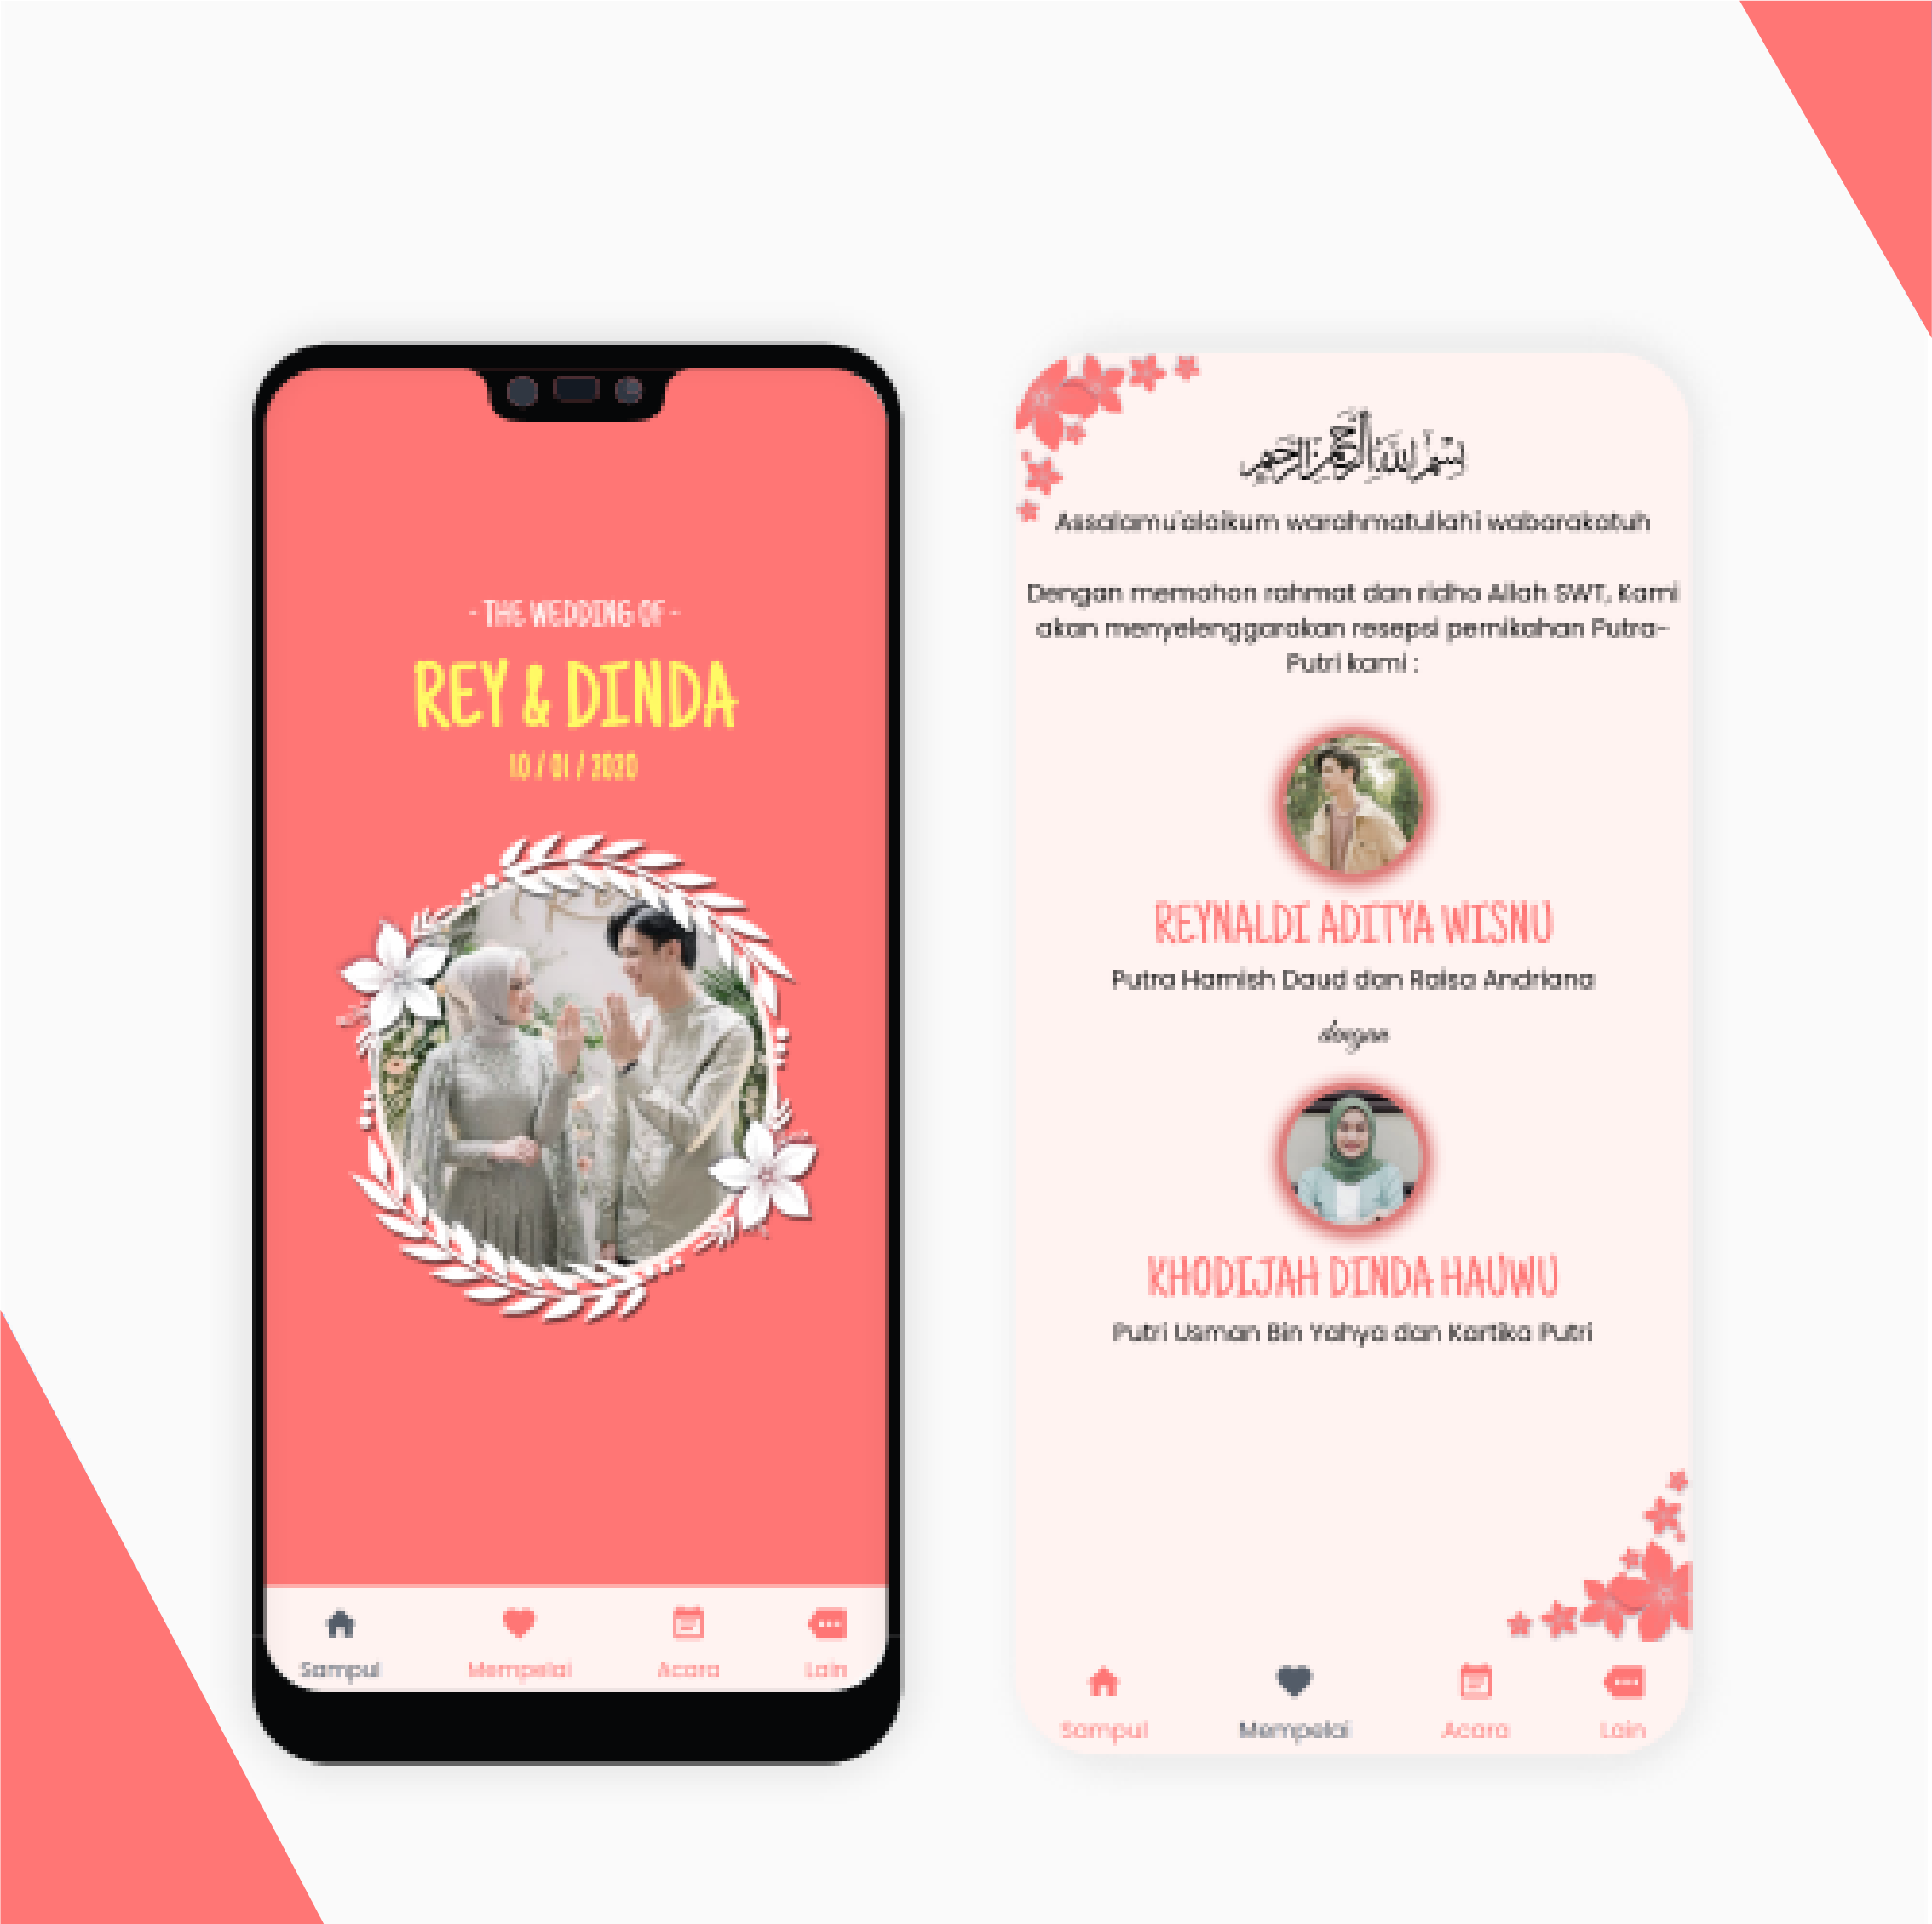 - THE WEDDING OF -
REY & DINDA
10 / 01 / 2020
Sampul
Mempelai
Acara
Lain
بسم الله الرحمن الرحيم
Assalamu'alaikum warahmatullahi wabarakatuh
Dengan memohon rahmat dan ridho Allah SWT, Kami
akan menyelenggarakan resepsi pernikahan Putra-
Putri kami :
REYNALDI ADITYA WISNU
Putra Hamish Daud dan Raisa Andriana
dengan
KHODIJAH DINDA HAUWU
Putri Usman Bin Yahya dan Kartika Putri
Sampul
Mempelai
Acara
Lain